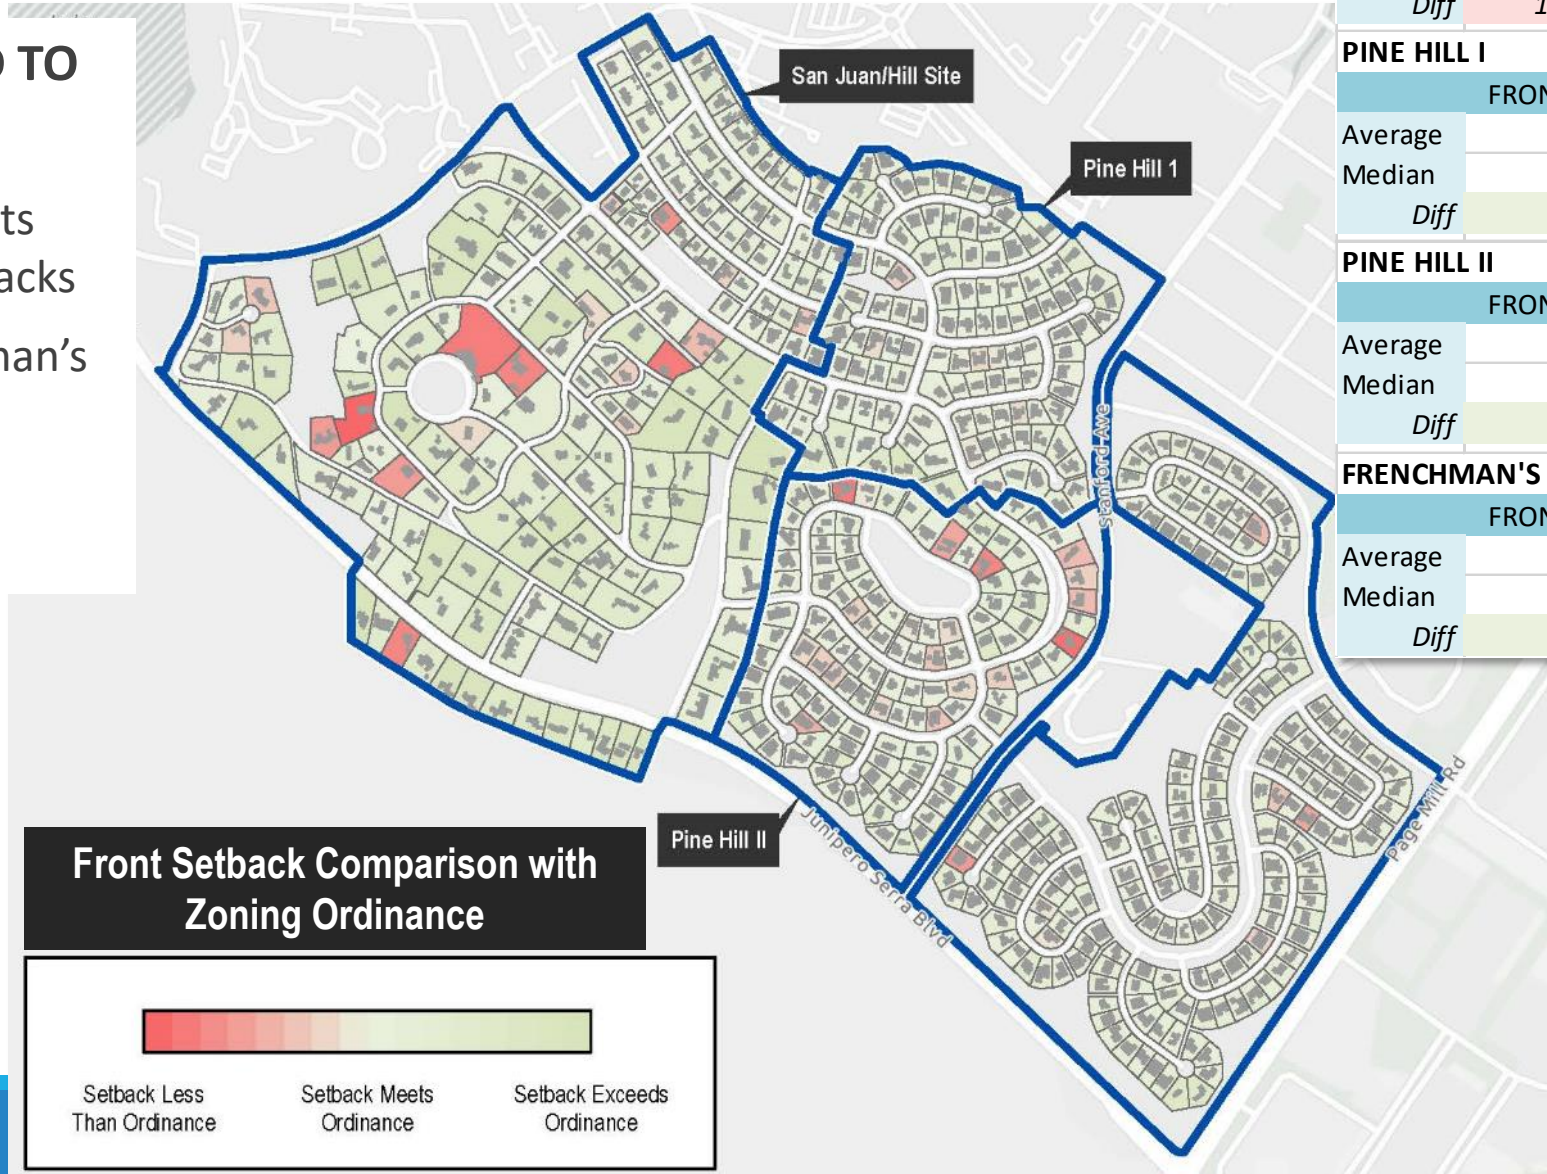 TO
ts
acks
nan's
San Juan/Hill Site
Pine Hill 1
Stanford Ave
Page Mill Rd
Junipero Serra Blvd
Pine Hill II
Front Setback Comparison with
Zoning Ordinance
Setback Less
Than Ordinance
Setback Meets
Ordinance
Setback Exceeds
Ordinance
Diff 1
PINE HILL I
FRON
Average
Median
Diff
PINE HILL II
FRON
Average
Median
Diff
FRENCHMAN'S
FRON
Average
Median
Diff